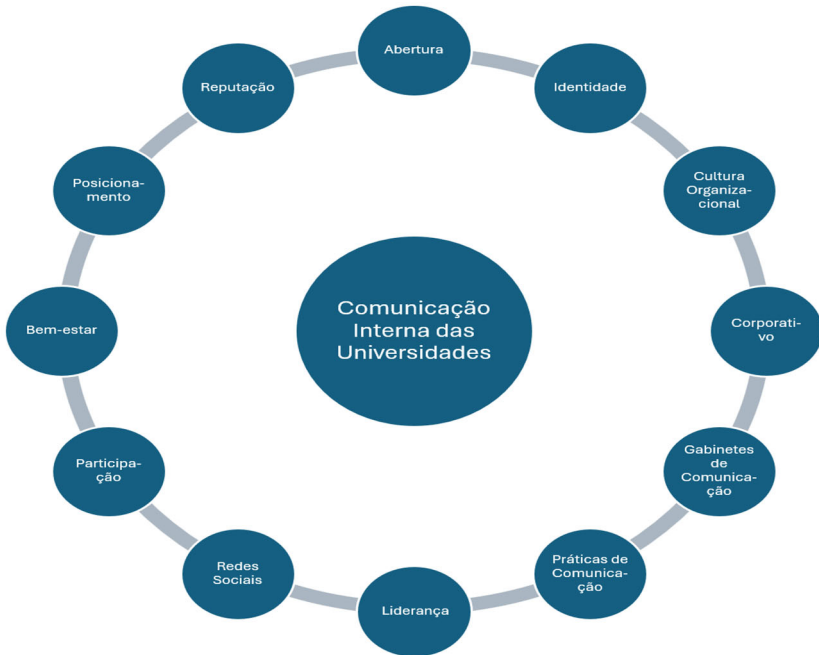 Abertura
Identidade
Cultura
Organiza-
cional
Corporati-
vo
Gabinetes
de
Comunica-
ção
Práticas de
Comunica-
ção
Liderança
Redes
Sociais
Participa-
ção
Bem-estar
Posiciona-
mento
Reputação
Comunicação
Interna das
Universidades